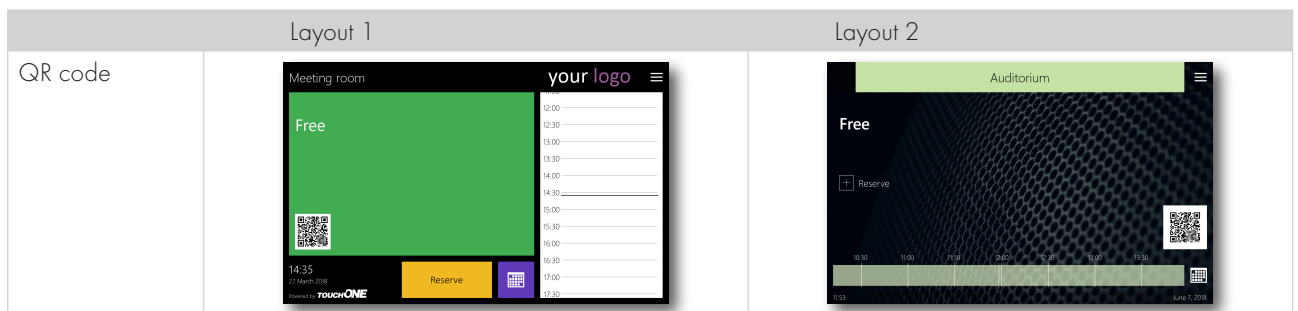 Layout 1
Layout 2
QR code
Meeting room
your logo
Free
12:00
12:30
13:00
13:30
14:00
14:30
15:00
15:30
16:00
16:30
17:00
17:30
14:35
27 March 2018
Powered by TOUCHONE
Reserve
Auditorium
Free
Reserve
10:30 11:00 11:30 12:00 12:30 13:00 13:30
11:53
June 7, 2018